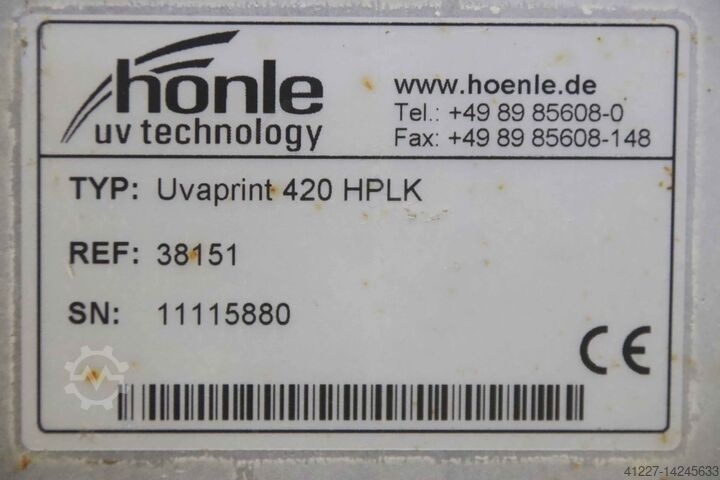 hönle
uv technology
www.hoenle.de
Tel.: +49 89 85608-0
Fax: +49 89 85608-148
TYP: Uvaprint 420 HPLK
REF: 38151
SN: 11115880
CE
41227-14245633